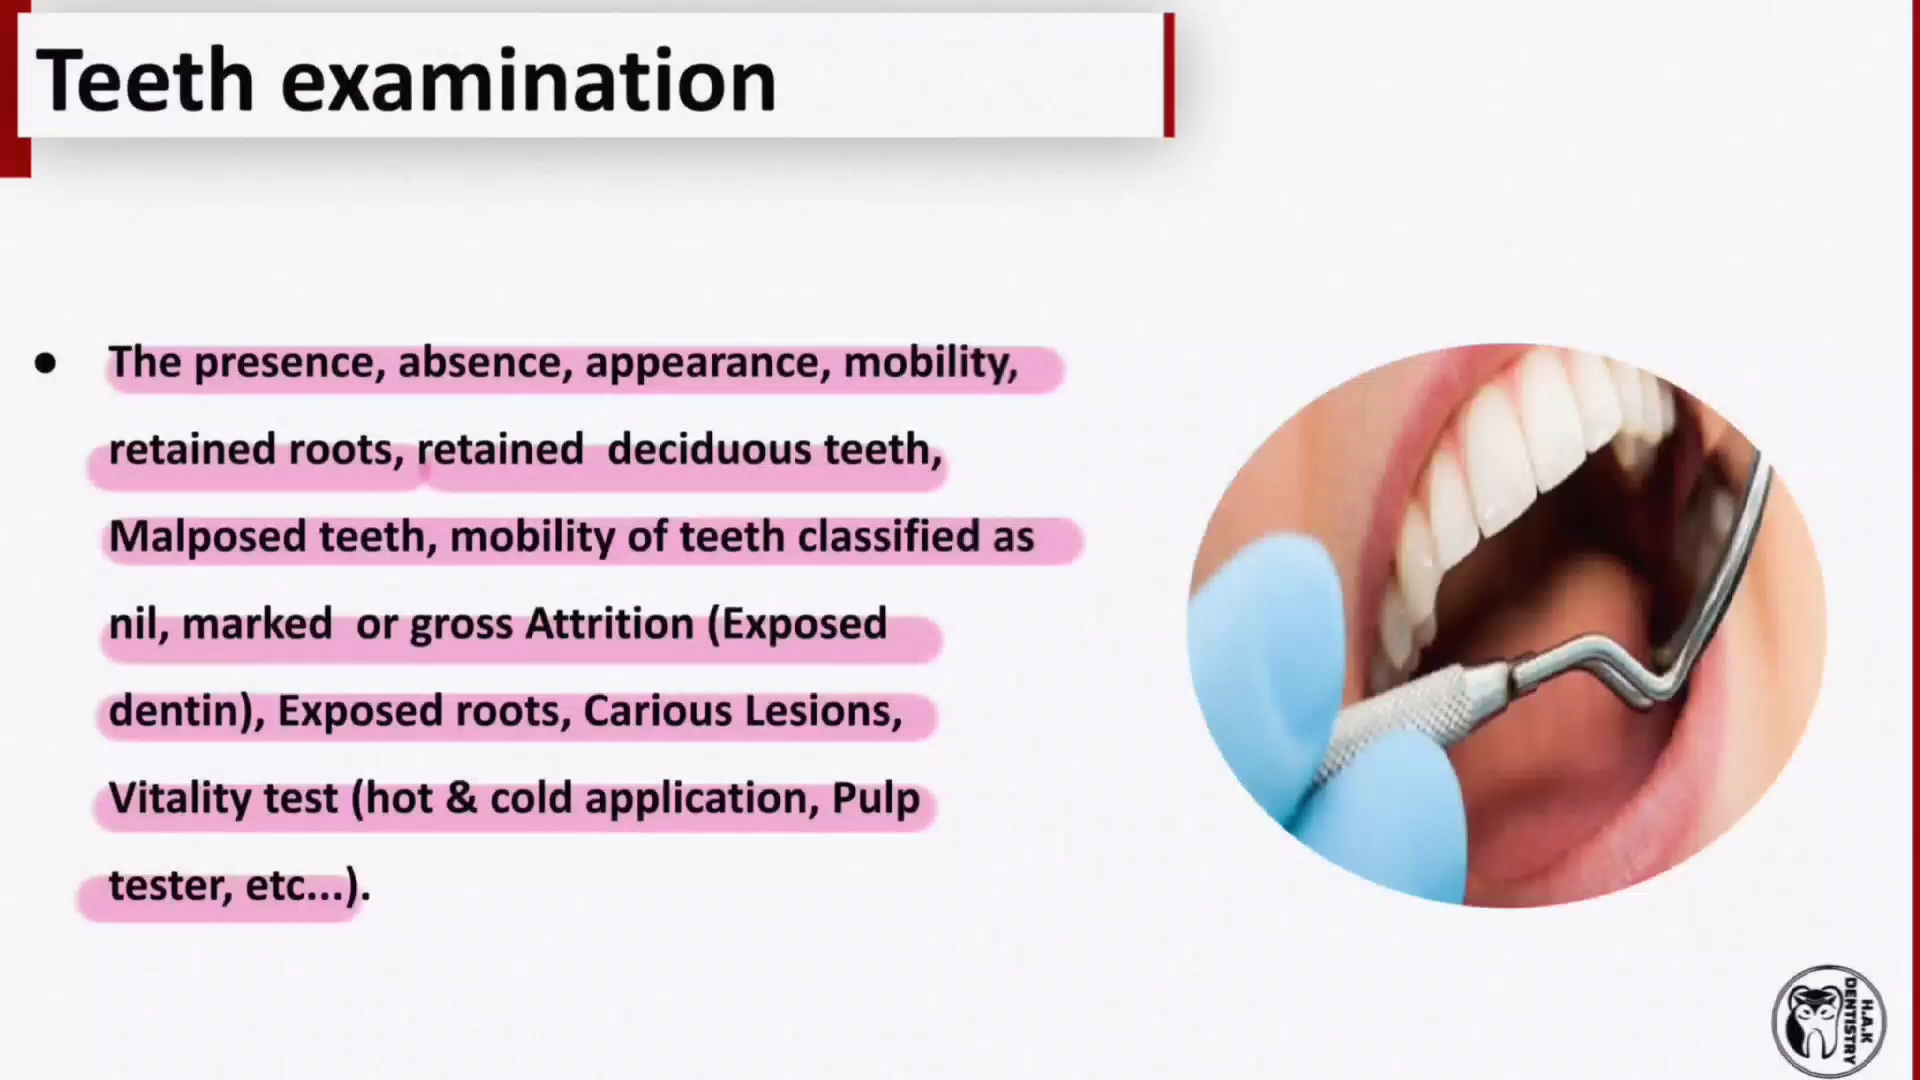 Teeth examination
• The presence, absence, appearance, mobility,
retained roots, retained deciduous teeth,
Malposed teeth, mobility of teeth classified as
nil, marked or gross Attrition (Exposed
dentin), Exposed roots, Carious Lesions,
Vitality test (hot & cold application, Pulp
tester, etc...).
H.A.K
DENTISTRY